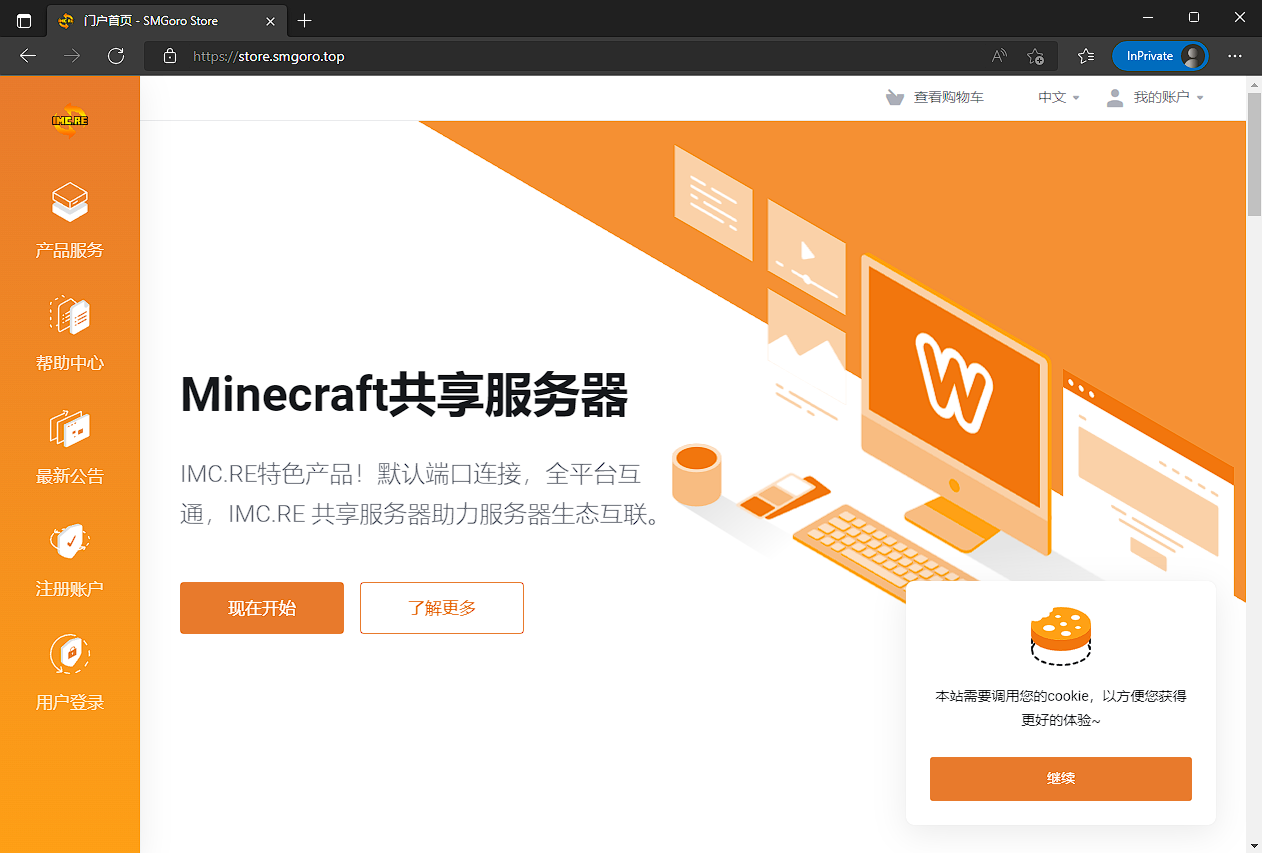 门户首页 - SMGoro Store
https://store.smgoro.top
InPrivate
查看购物车
中文
我的账户
IMC.RE
产品服务
帮助中心
最新公告
注册账户
用户登录
Minecraft共享服务器
IMC.RE特色产品！默认端口连接，全平台互
通，IMC.RE 共享服务器助力服务器生态互联。
现在开始
了解更多
本站需要调用您的cookie，以方便您获得
更好的体验~
继续